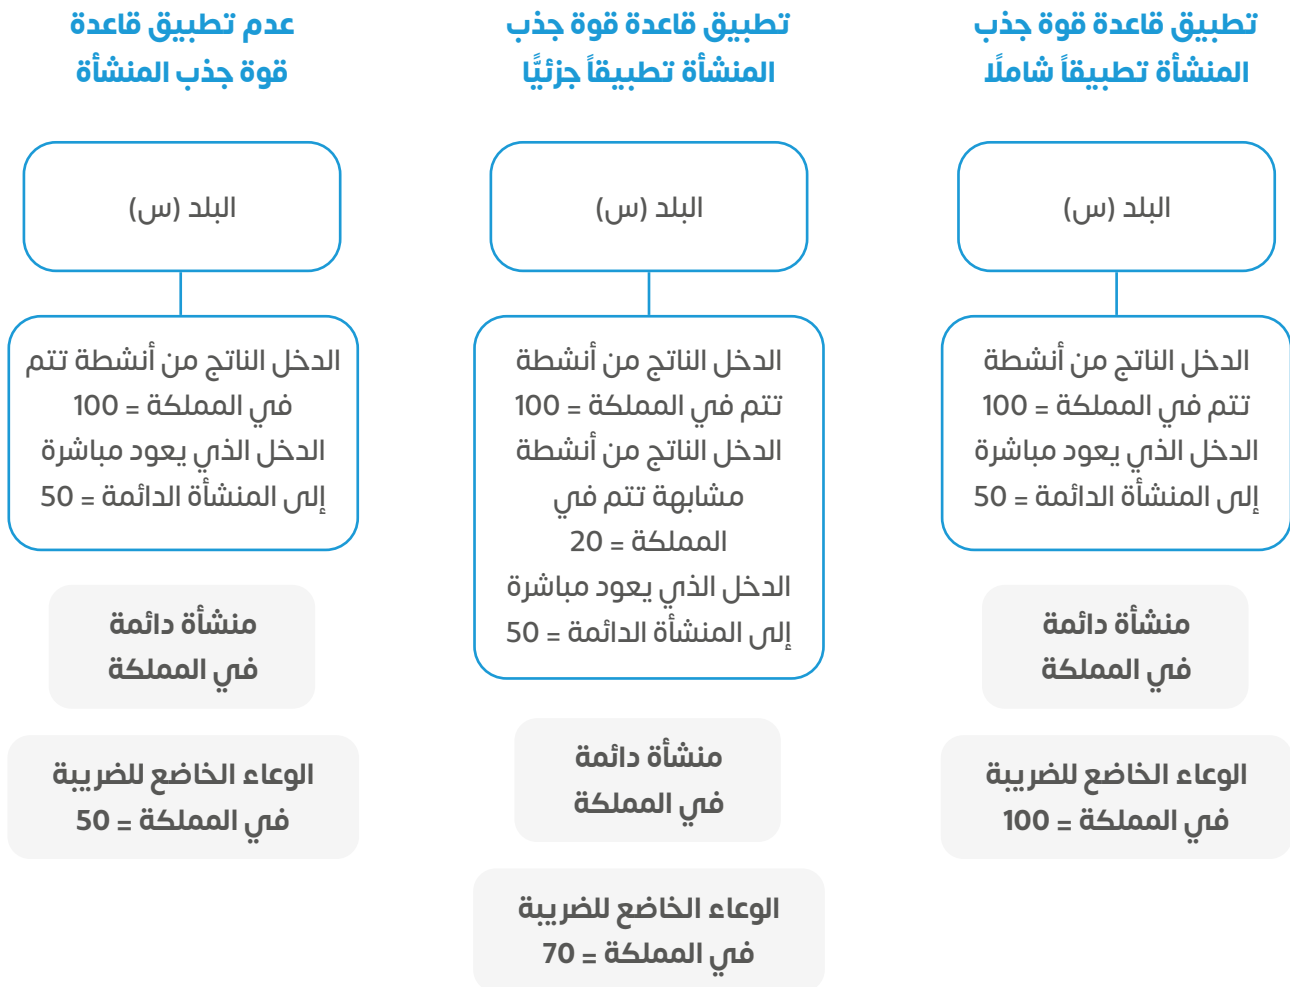 تطبيق قاعدة قوة جذب
المنشأة تطبيقاً شاملًا
البلد (س)
الدخل الناتج من أنشطة
تتم في المملكة = 100
الدخل الذي يعود مباشرة
إلى المنشأة الدائمة = 50
منشأة دائمة
في المملكة
الوعاء الخاضع للضريبة
في المملكة = 100
تطبيق قاعدة قوة جذب
المنشأة تطبيقاً جزئيًّا
البلد (س)
الدخل الناتج من أنشطة
تتم في المملكة = 100
الدخل الناتج من أنشطة
مشابهة تتم في
المملكة = 20
الدخل الذي يعود مباشرة
إلى المنشأة الدائمة = 50
منشأة دائمة
في المملكة
الوعاء الخاضع للضريبة
في المملكة = 70
عدم تطبيق قاعدة
قوة جذب المنشأة
البلد (س)
الدخل الناتج من أنشطة تتم
في المملكة = 100
الدخل الذي يعود مباشرة
إلى المنشأة الدائمة = 50
منشأة دائمة
في المملكة
الوعاء الخاضع للضريبة
في المملكة = 50